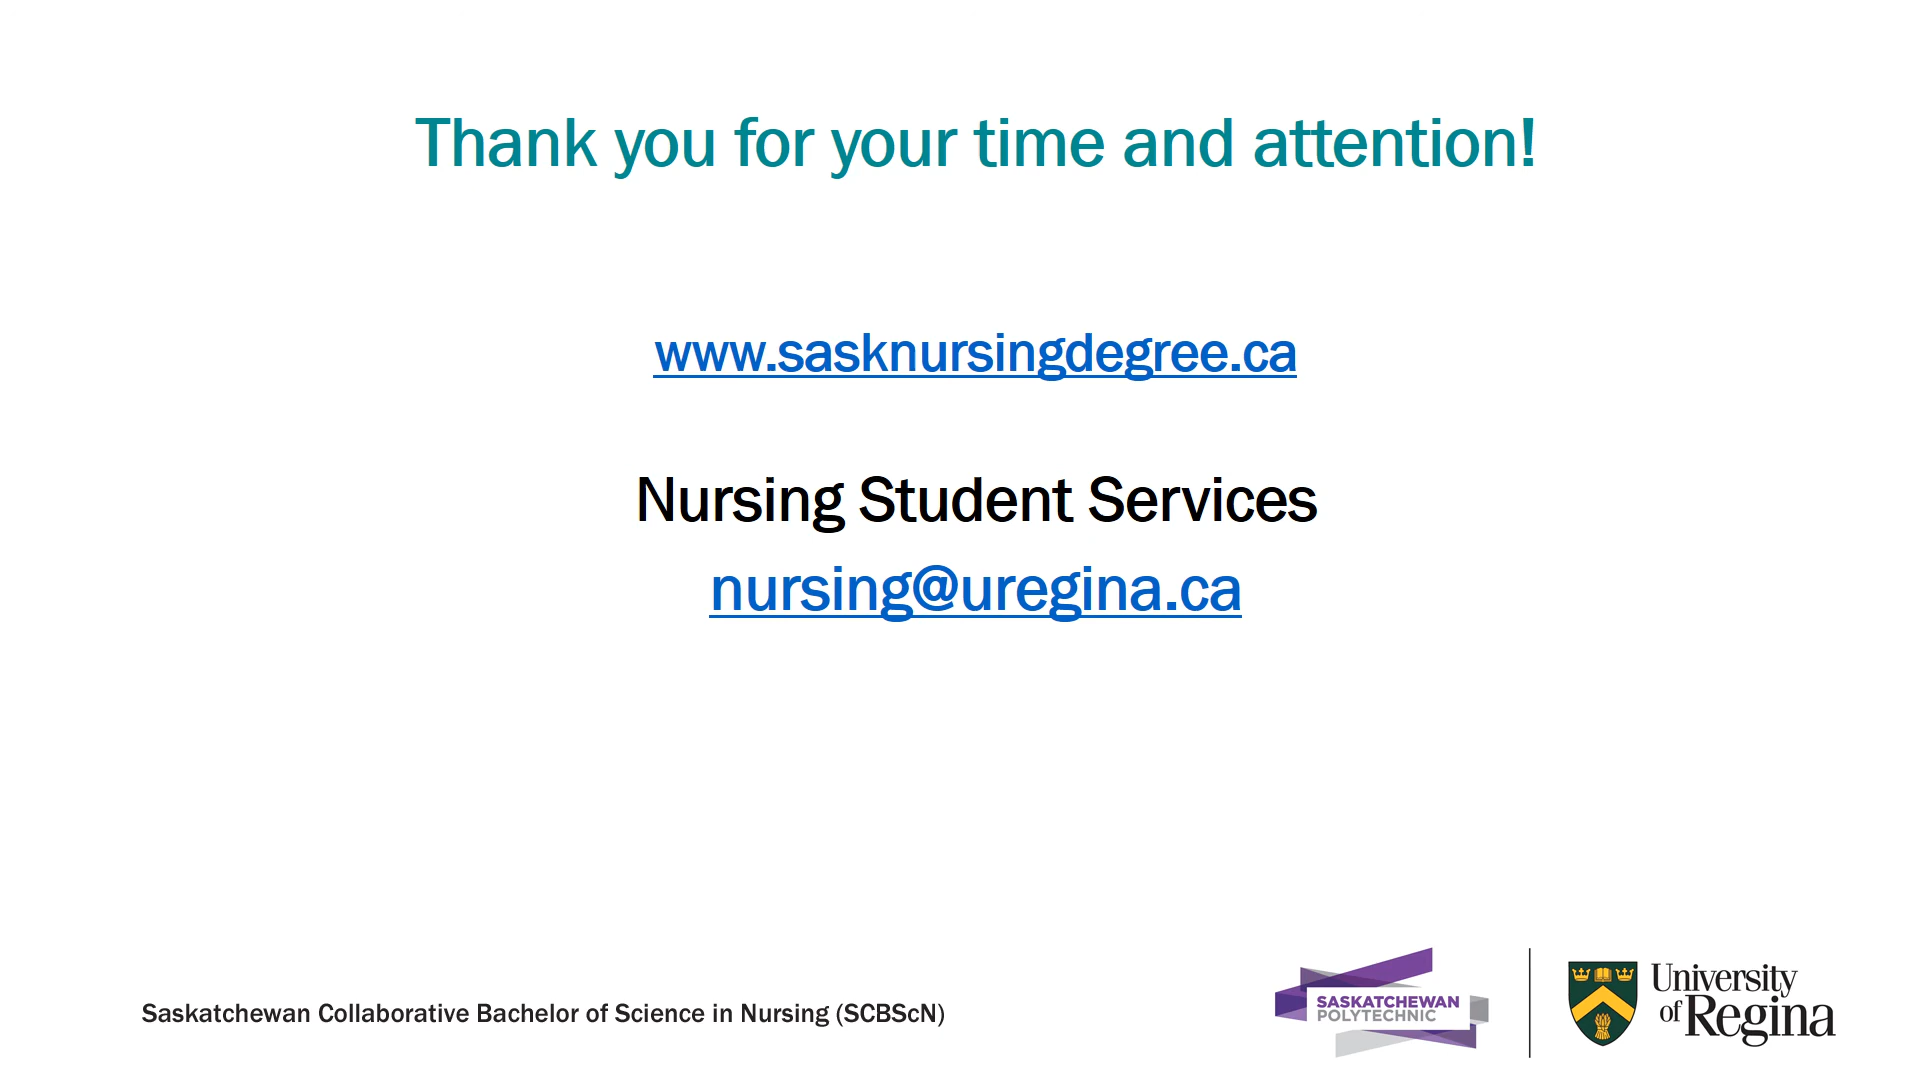 Thank you for your time and attention!
www.sasknursingdegree.ca
Nursing Student Services
nursing@uregina.ca
Saskatchewan Collaborative Bachelor of Science in Nursing (SCBScN)
SASKATCHEWAN
POLYTECHNIC
University
of Regina